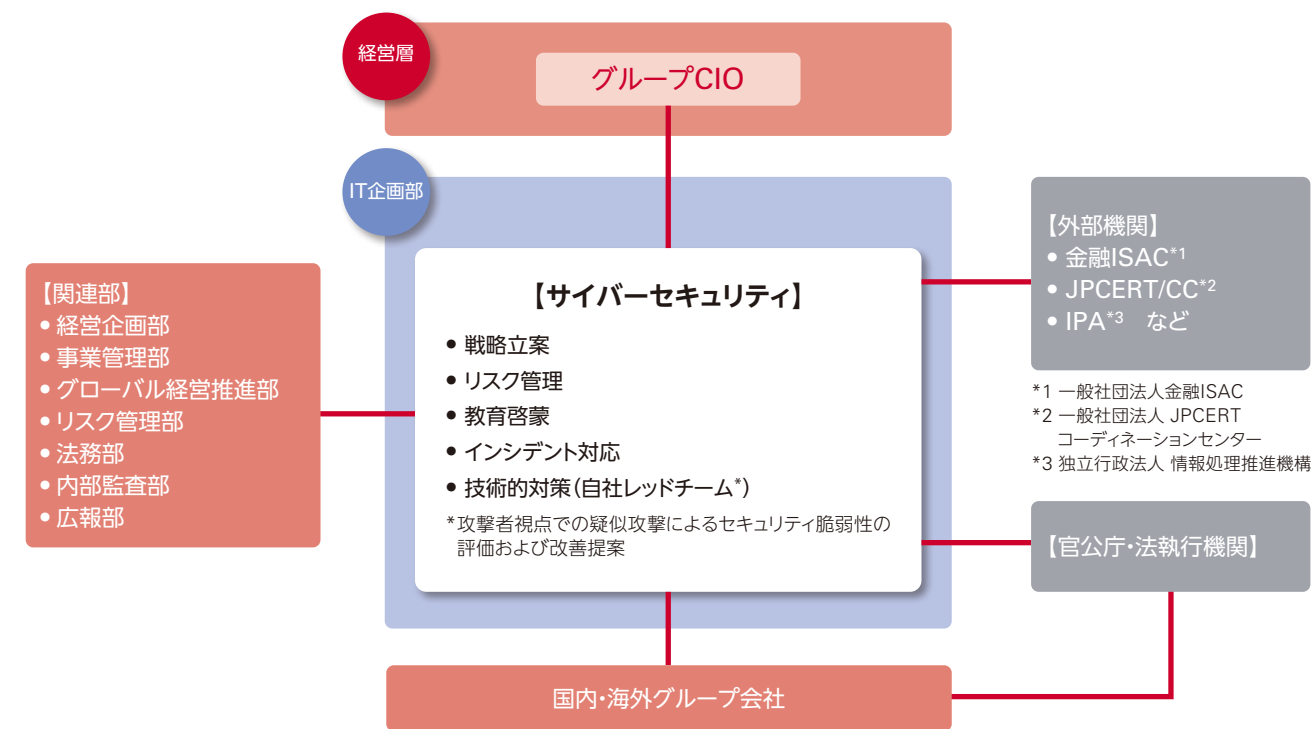 経営層
グループCIO
IT企画部
【関連部】
• 経営企画部
• 事業管理部
• グローバル経営推進部
• リスク管理部
• 法務部
• 内部監査部
• 広報部
【サイバーセキュリティ】
• 戦略立案
• リスク管理
• 教育啓蒙
• インシデント対応
• 技術的対策（自社レッドチーム*）
*攻撃者視点での疑似攻撃によるセキュリティ脆弱性の
評価および改善提案
【外部機関】
• 金融ISAC*1
• JPCERT/CC*2
• IPA*3　など
*1 一般社団法人金融ISAC
*2 一般社団法人 JPCERT
コーディネーションセンター
*3 独立行政法人 情報処理推進機構
【官公庁・法執行機関】
国内・海外グループ会社